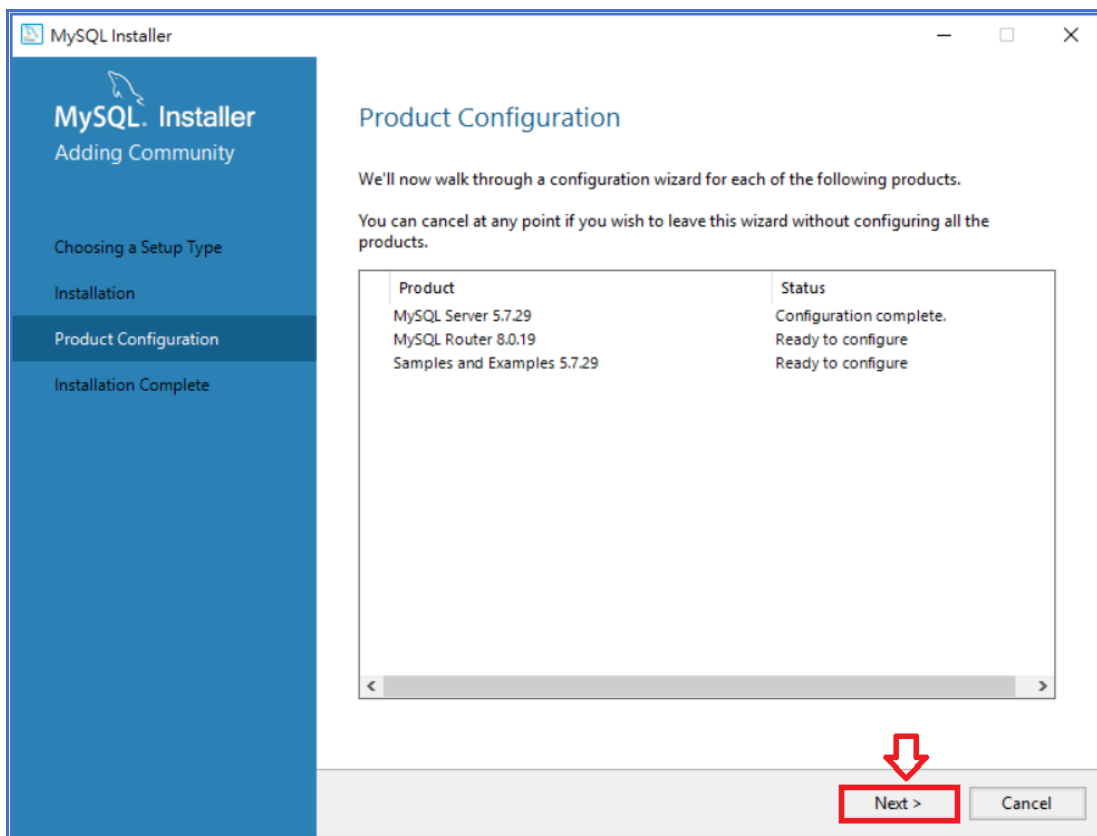 MySQL Installer
MySQL. Installer
Adding Community
Choosing a Setup Type
Installation
Product Configuration
Installation Complete
Product Configuration
We'll now walk through a configuration wizard for each of the following products.
You can cancel at any point if you wish to leave this wizard without configuring all the
products.
Product Status
MySQL Server 5.7.29 Configuration complete.
MySQL Router 8.0.19 Ready to configure
Samples and Examples 5.7.29 Ready to configure
Next > Cancel